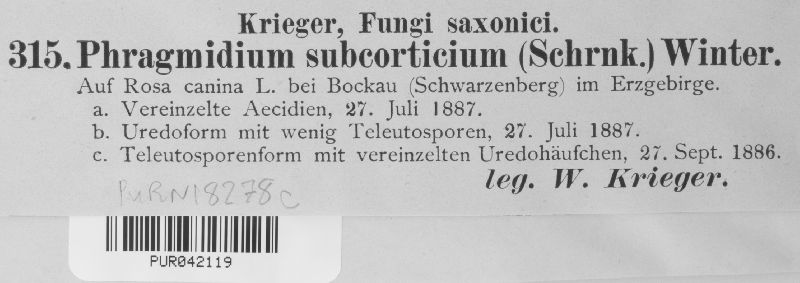 Krieger, Fungi saxonici.
315. Phragmidium subcorticium (Schrnk.) Winter.
Auf Rosa canina L. bei Bockau (Schwarzenberg) im Erzgebirge.
a. Vereinzelte Aecidien, 27. Juli 1887.
b. Uredoform mit wenig Teleutosporen, 27. Juli 1887.
c. Teleutosporenform mit vereinzelten Uredohäufchen, 27. Sept. 1886.
leg. W. Krieger.
PURN18278c
PUR042119